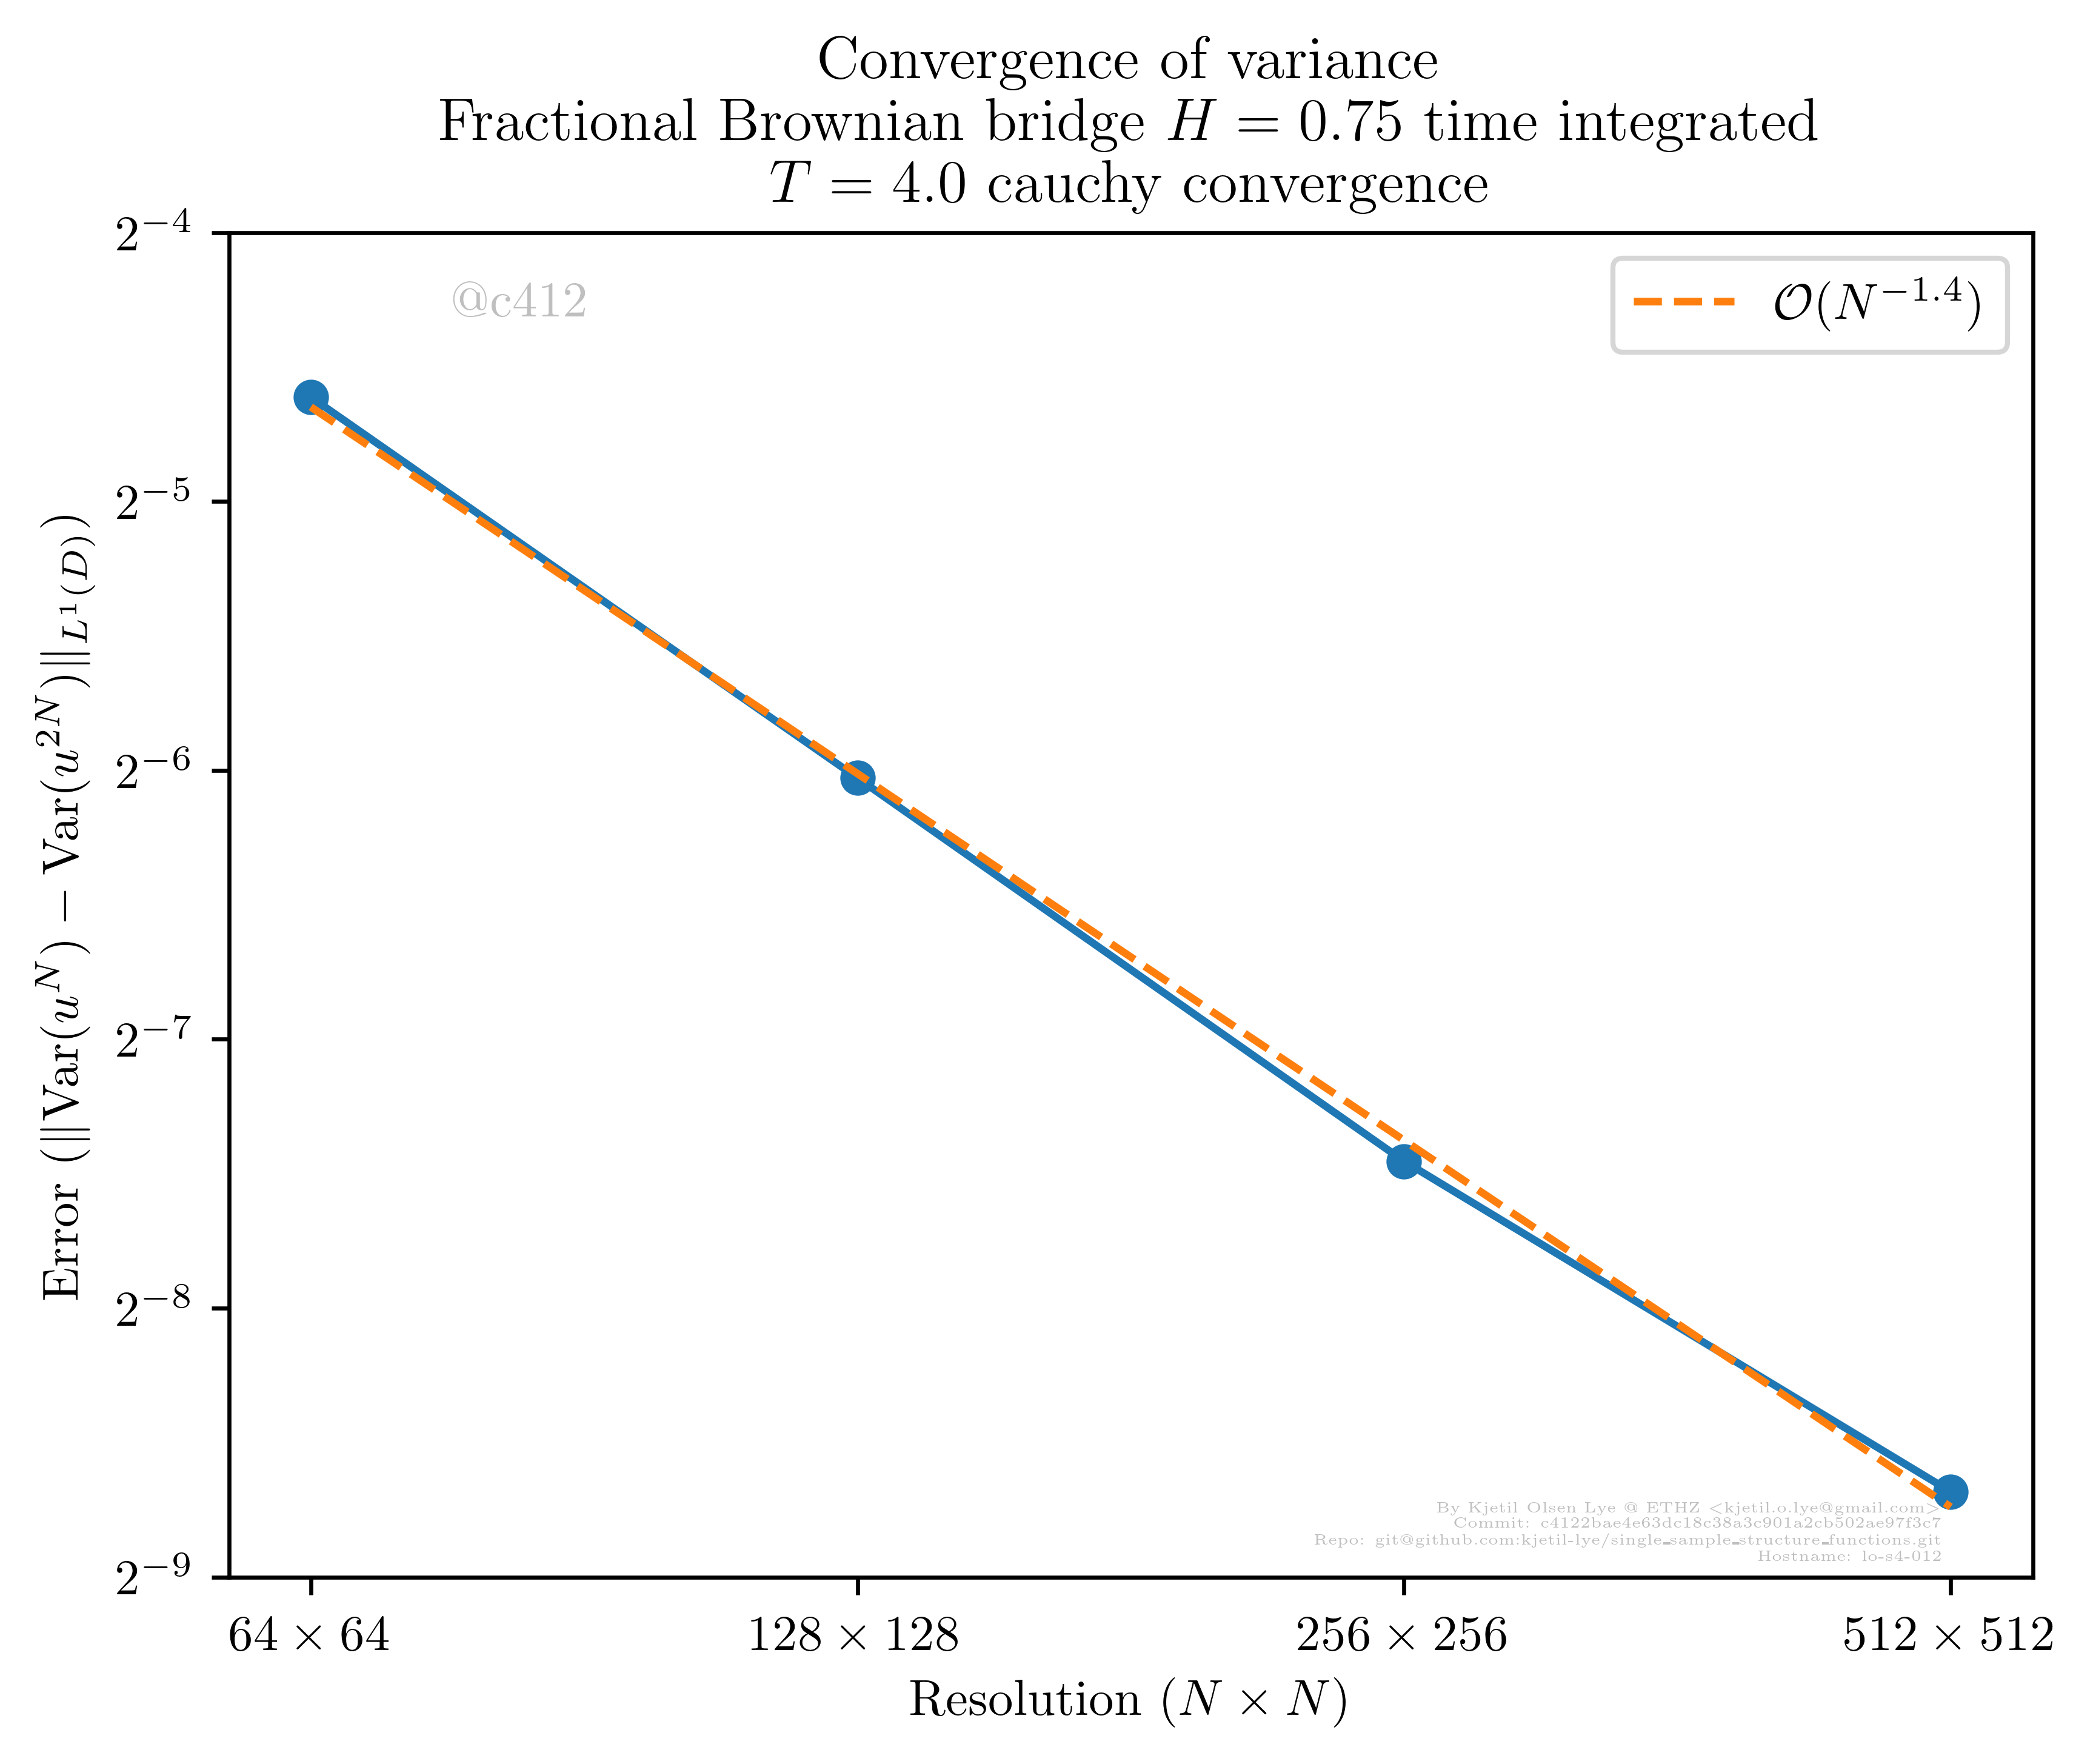 Convergence of variance
Fractional Brownian bridge H = 0.75 time integrated
T = 4.0 cauchy convergence
2⁻⁴
2⁻⁵
2⁻⁶
2⁻⁷
2⁻⁸
2⁻⁹
Error (||Var(u^N) − Var(u^{2N})||_{L^1(D)})
@c412
O(N^{−1.4})
By Kjetil Olsen Lye @ ETHZ <kjetil.o.lye@gmail.com>
Commit: c4122bae4e63dc18c38a3c901a2cb502ae97f3c7
Repo: git@github.com:kjetil-lye/single_sample_structure_functions.git
Hostname: lo-s4-012
64 × 64
128 × 128
256 × 256
512 × 512
Resolution (N × N)